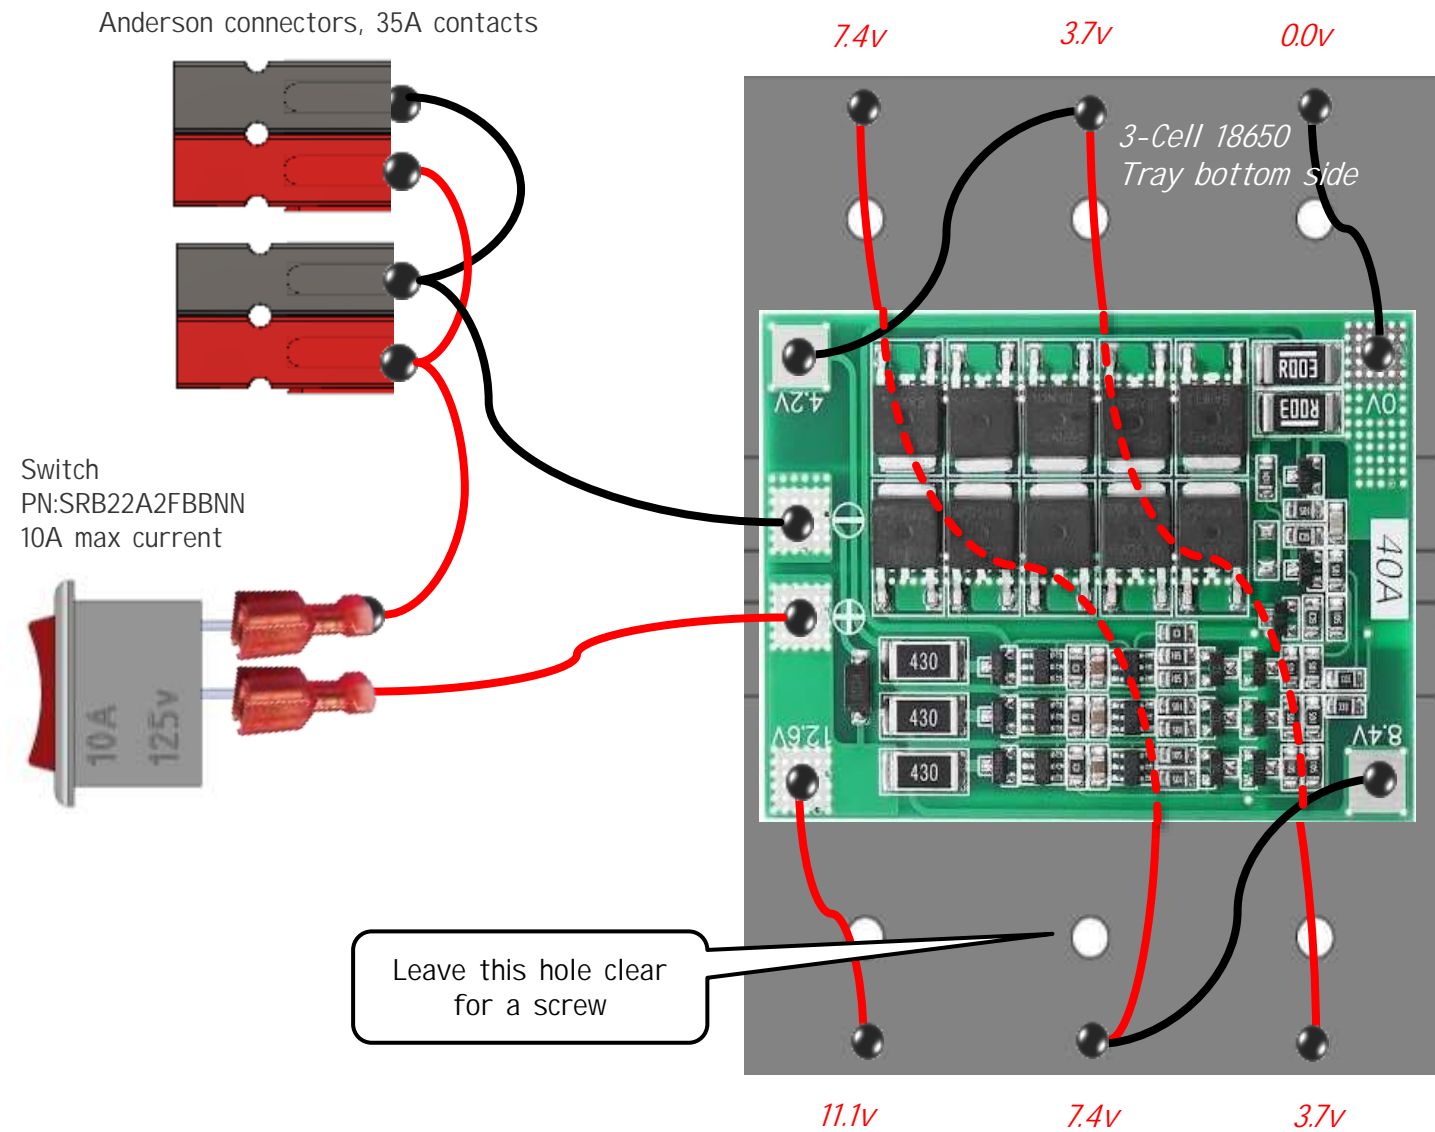 Anderson connectors, 35A contacts
7.4v
3.7v
0.0v
3-Cell 18650
Tray bottom side
4.2V
0V
R003
R003
40A
Switch
PN:SRB22A2FBBNN
10A max current
10A
125v
430
430
430
12.6V
8.4V
Leave this hole clear
for a screw
11.1v
7.4v
3.7v